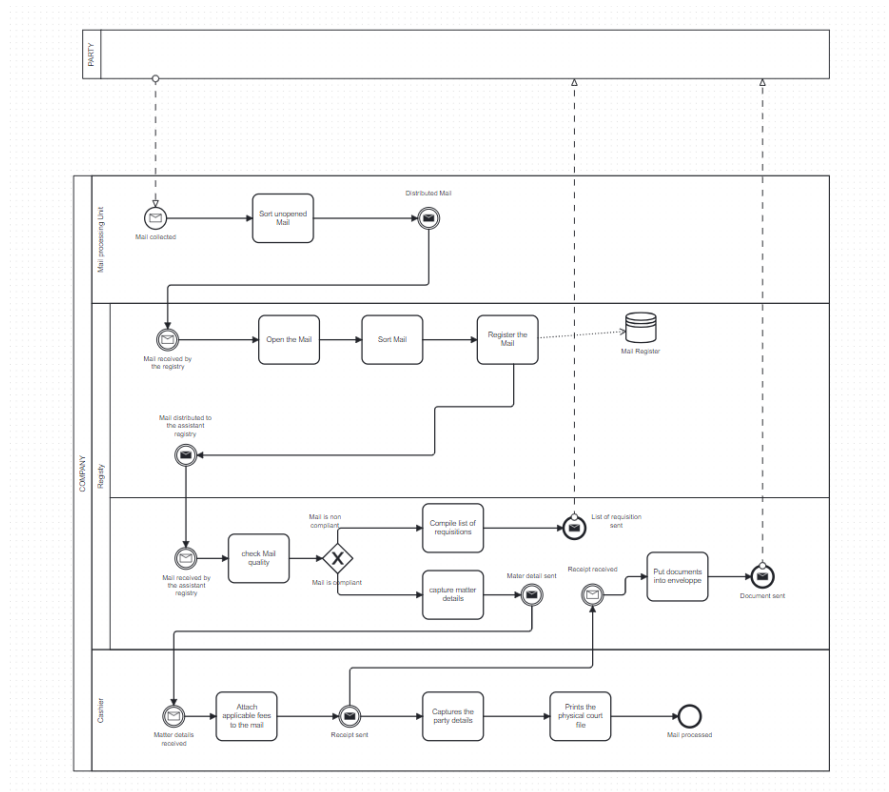 PARTY
COMPANY
Mail processing Unit
Mail collected
Sort unopened
Mail
Distributed Mail
Registy
Mail received by
the registry
Open the Mail
Sort Mail
Register the
Mail
Mail Register
Mail distributed to
the assistant
registry
Mail received by
the assistant
registry
check Mail
quality
Mail is non
compliant
Mail is compliant
Compile list of
requisitions
List of requisition
sent
capture matter
details
Mater detail sent
Receipt received
Put documents
into enveloppe
Document sent
Cashier
Matter details
received
Attach
applicable fees
to the mail
Receipt sent
Captures the
party details
Prints the
physical court
file
Mail processed